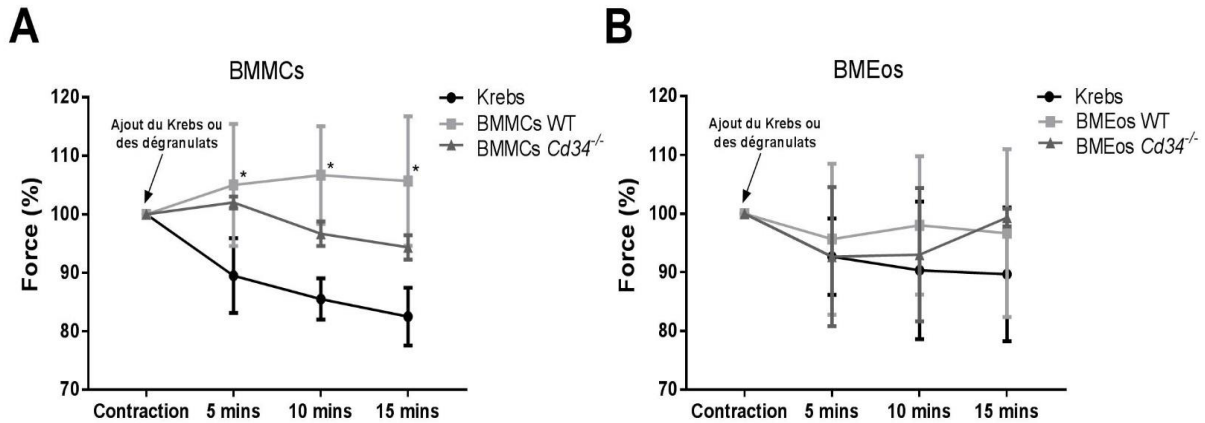 A
BMMCs
120
110
100
90
80
70
Force (%)
Ajout du Krebs ou
des dégranulats
*
*
*
Contraction 5 mins 10 mins 15 mins
Krebs
BMMCs WT
BMMCs Cd34-/-
B
BMEos
120
110
100
90
80
70
Force (%)
Ajout du Krebs ou
des dégranulats
Contraction 5 mins 10 mins 15 mins
Krebs
BMEos WT
BMEos Cd34-/-